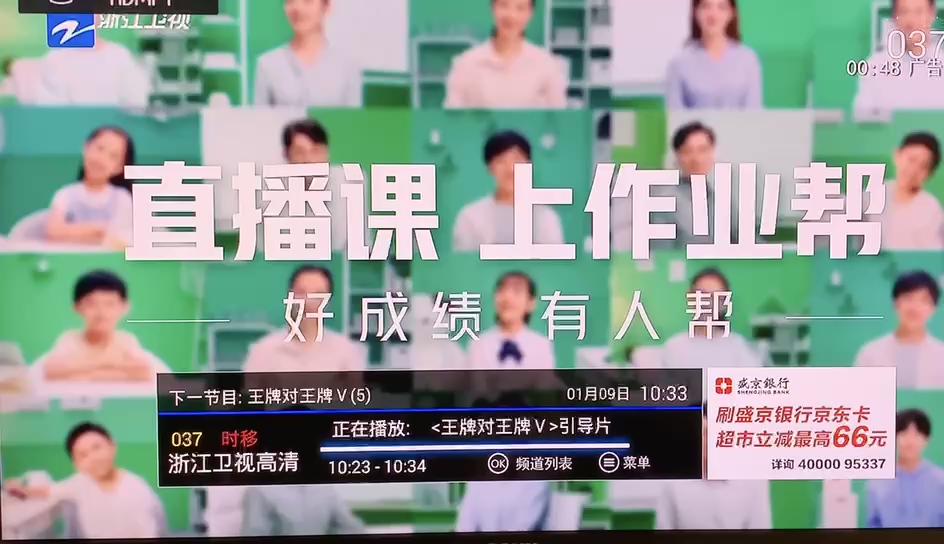 浙江卫视
037
00:48 广告
直播课 上作业帮
好成绩 有人帮
下一节目: 王牌对王牌Ⅴ(5)
01月09日 10:33
037 时移
正在播放: <王牌对王牌Ⅴ>引导片
浙江卫视高清
10:23 - 10:34
OK 频道列表
菜单
盛京銀行
SHENGJING BANK
刷盛京银行京东卡
超市立减最高66元
详询 40000 95337